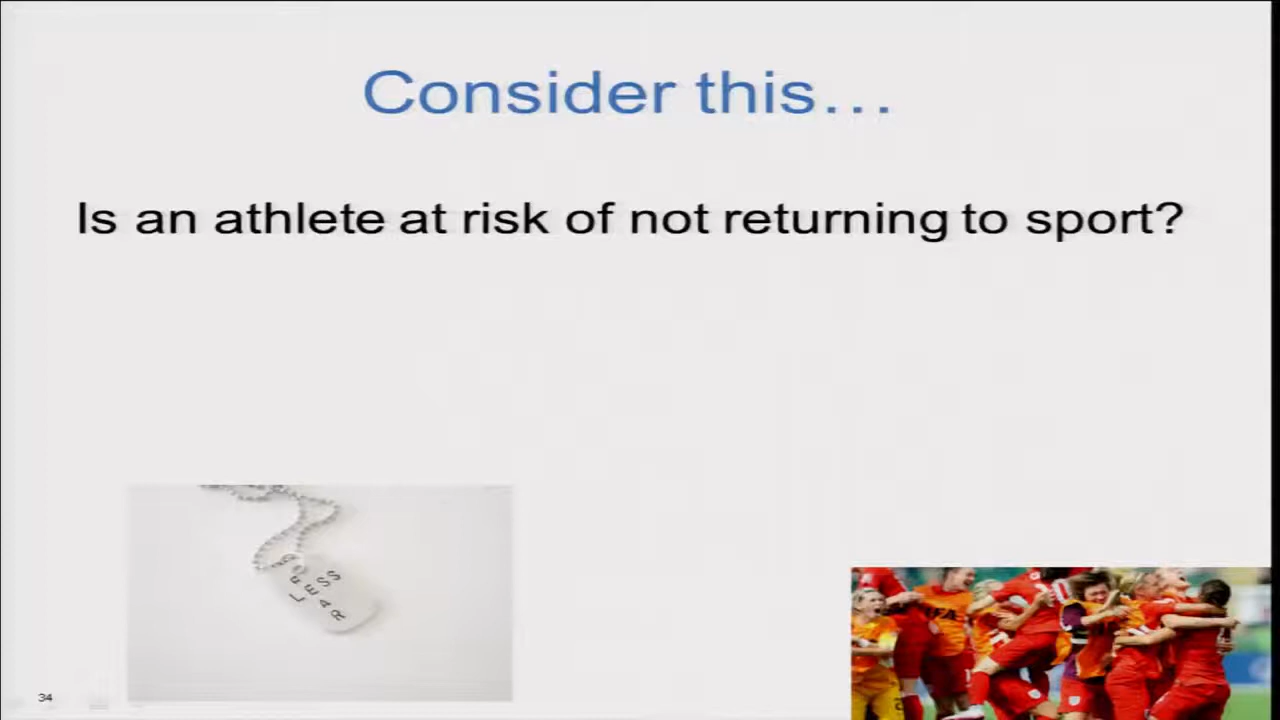 Consider this...
Is an athlete at risk of not returning to sport?
34